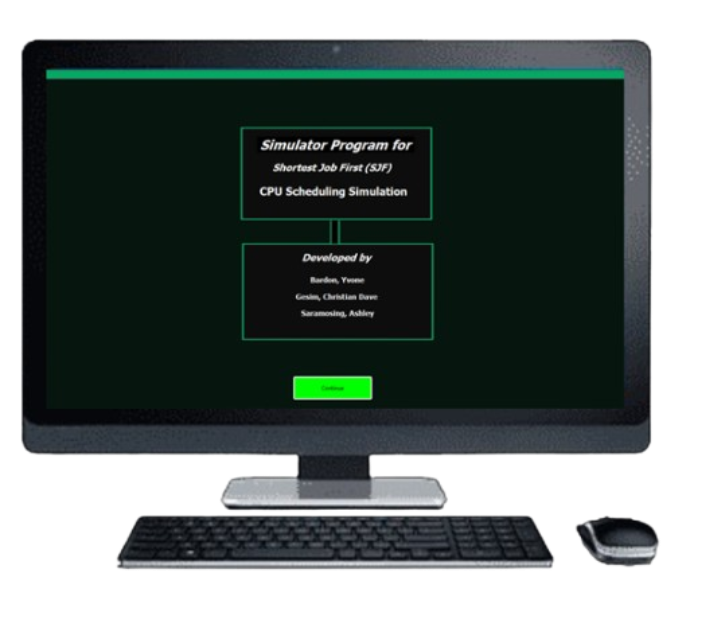 Simulator Program for
Shortest Job First (SJF)
CPU Scheduling Simulation
Developed by
Bardon, Yvone
Gesim, Christian Dave
Saramosing, Ashley
Continue